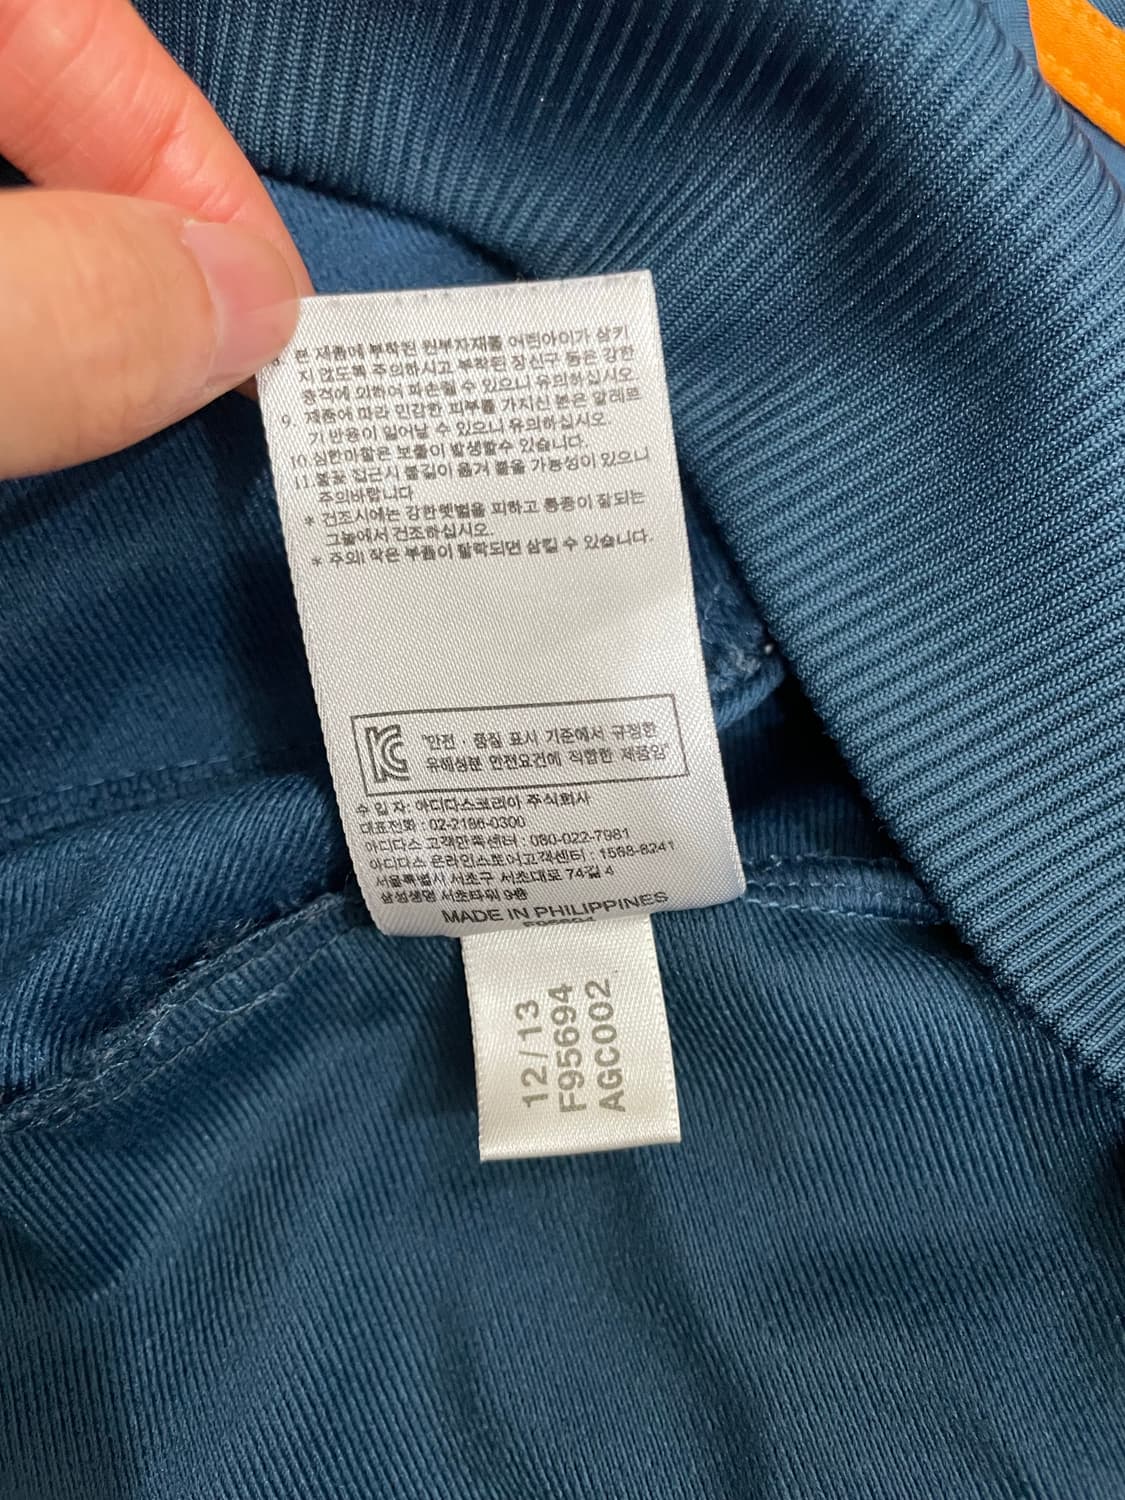 8. 본 제품에 부착된 원부자재를 어린아이가 삼키
지 않도록 주의하시고 부착된 장신구 등은 강한
충격에 의하여 파손될 수 있으니 유의하십시오
9. 제품에 따라 민감한 피부를 가지신 분은 알레르
기 반응이 일어날 수 있으니 유의하십시오.
10.심한마찰은 보풀이 발생할수 있습니다.
11.불꽃 접근시 불길이 옮겨 붙을 가능성이 있으니
주의바랍니다
* 건조시에는 강한햇볕을 피하고 통풍이 잘되는
그늘에서 건조하십시오.
* 주의! 작은 부품이 탈락되면 삼킬 수 있습니다.
KC "안전 · 품질 표시 기준에서 규정한
유해성분 안전요건에 적합한 제품임"
수 입 자: 아디다스코리아 주식회사
대표전화 : 02-2186-0300
아디다스 고객만족센터 : 080-022-7981
아디다스 온라인스토어고객센터 : 1588-8241
서울특별시 서초구 서초대로 74길 4
삼성생명 서초타워 9층
MADE IN PHILIPPINES
12/13
F95694
AGC002